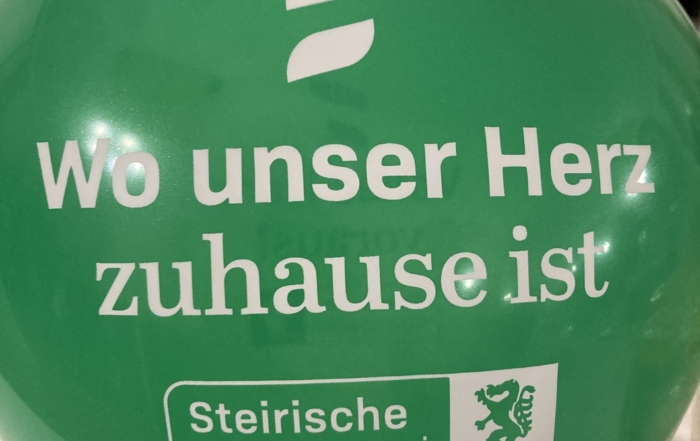 Wo unser Herz
zuhause ist
Steirische